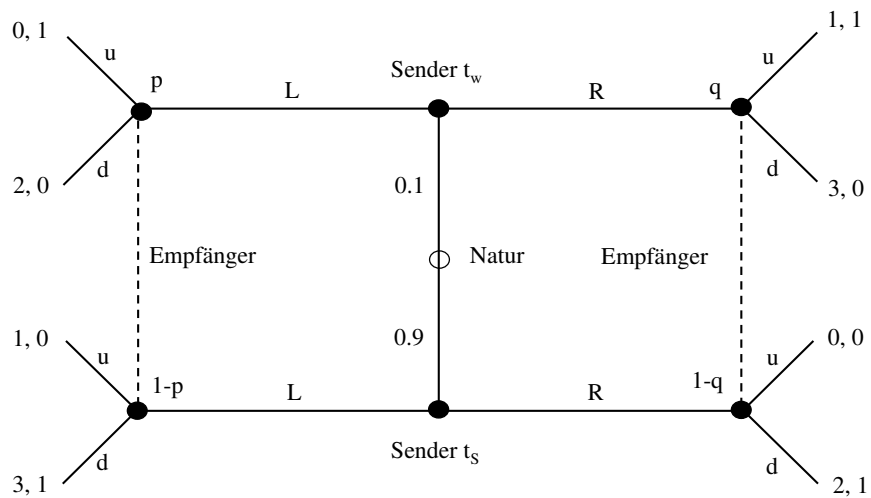 0, 1
1, 1
u
u
p
Sender t_w
q
L
R
d
d
2, 0
0.1
3, 0
Empfänger
Natur
Empfänger
1, 0
0.9
0, 0
u
u
1-p
1-q
L
R
d
Sender t_S
d
3, 1
2, 1